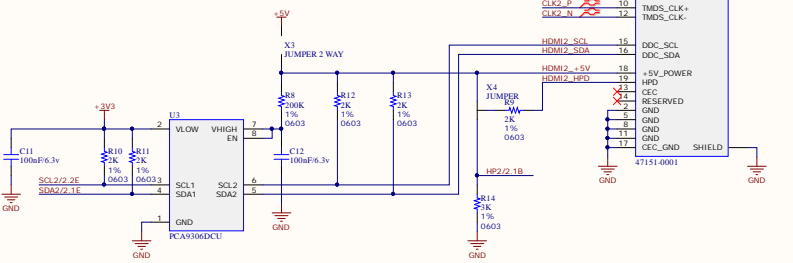 CLK2_P
10
TMDS_CLK+
CLK2_N
12
TMDS_CLK-
+5V
X3
JUMPER 2 WAY
HDMI2_SCL
15
DDC_SCL
HDMI2_SDA
16
DDC_SDA
HDMI2_+5V
18
+5V_POWER
HDMI2_HPD
19
HPD
13
CEC
14
RESERVED
2
GND
5
GND
8
GND
11
GND
17
CEC_GND
SHIELD
47151-0001
GND
GND
X4
JUMPER
R9
2K
1%
0603
R8
200K
1%
0603
R12
2K
1%
0603
R13
2K
1%
0603
+3V3
U3
2
VLOW
VHIGH
7
EN
8
C11
100nF/6.3v
R10
2K
1%
0603
R11
2K
1%
0603
C12
100nF/6.3v
SCL2/2.2E
3
SCL1
SCL2
6
SDA2/2.1E
4
SDA1
SDA2
5
1
GND
PCA9306DCU
GND
GND
GND
HP2/2.1B
R14
3K
1%
0603
GND